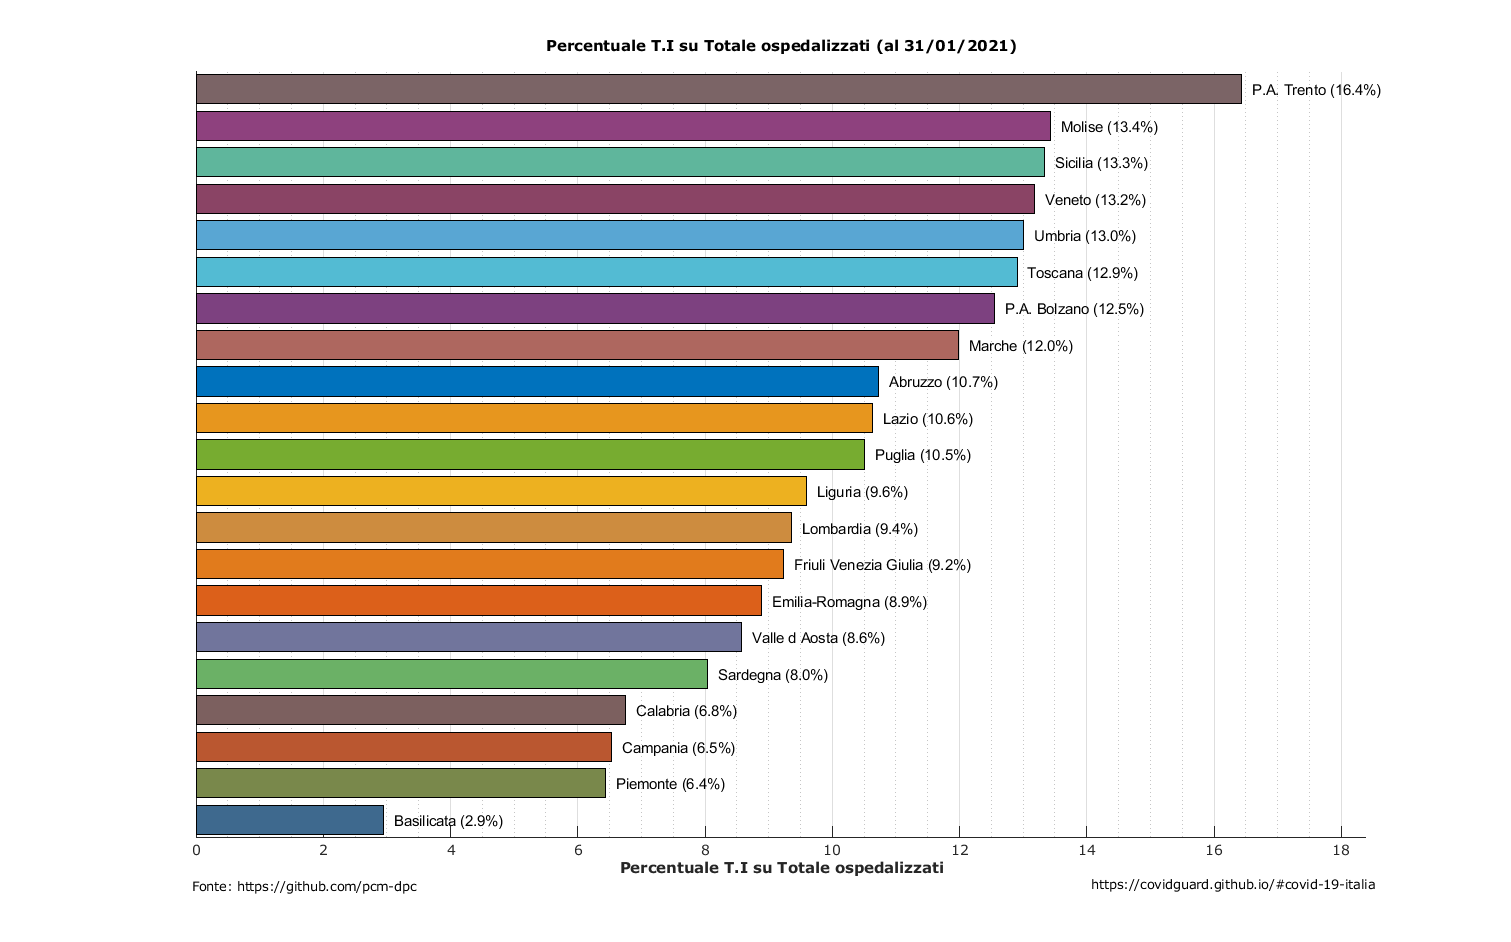 Percentuale T.I su Totale ospedalizzati (al 31/01/2021)
P.A. Trento (16.4%)
Molise (13.4%)
Sicilia (13.3%)
Veneto (13.2%)
Umbria (13.0%)
Toscana (12.9%)
P.A. Bolzano (12.5%)
Marche (12.0%)
Abruzzo (10.7%)
Lazio (10.6%)
Puglia (10.5%)
Liguria (9.6%)
Lombardia (9.4%)
Friuli Venezia Giulia (9.2%)
Emilia-Romagna (8.9%)
Valle d Aosta (8.6%)
Sardegna (8.0%)
Calabria (6.8%)
Campania (6.5%)
Piemonte (6.4%)
Basilicata (2.9%)
0 2 4 6 8 10 12 14 16 18
Percentuale T.I su Totale ospedalizzati
Fonte: https://github.com/pcm-dpc
https://covidguard.github.io/#covid-19-italia